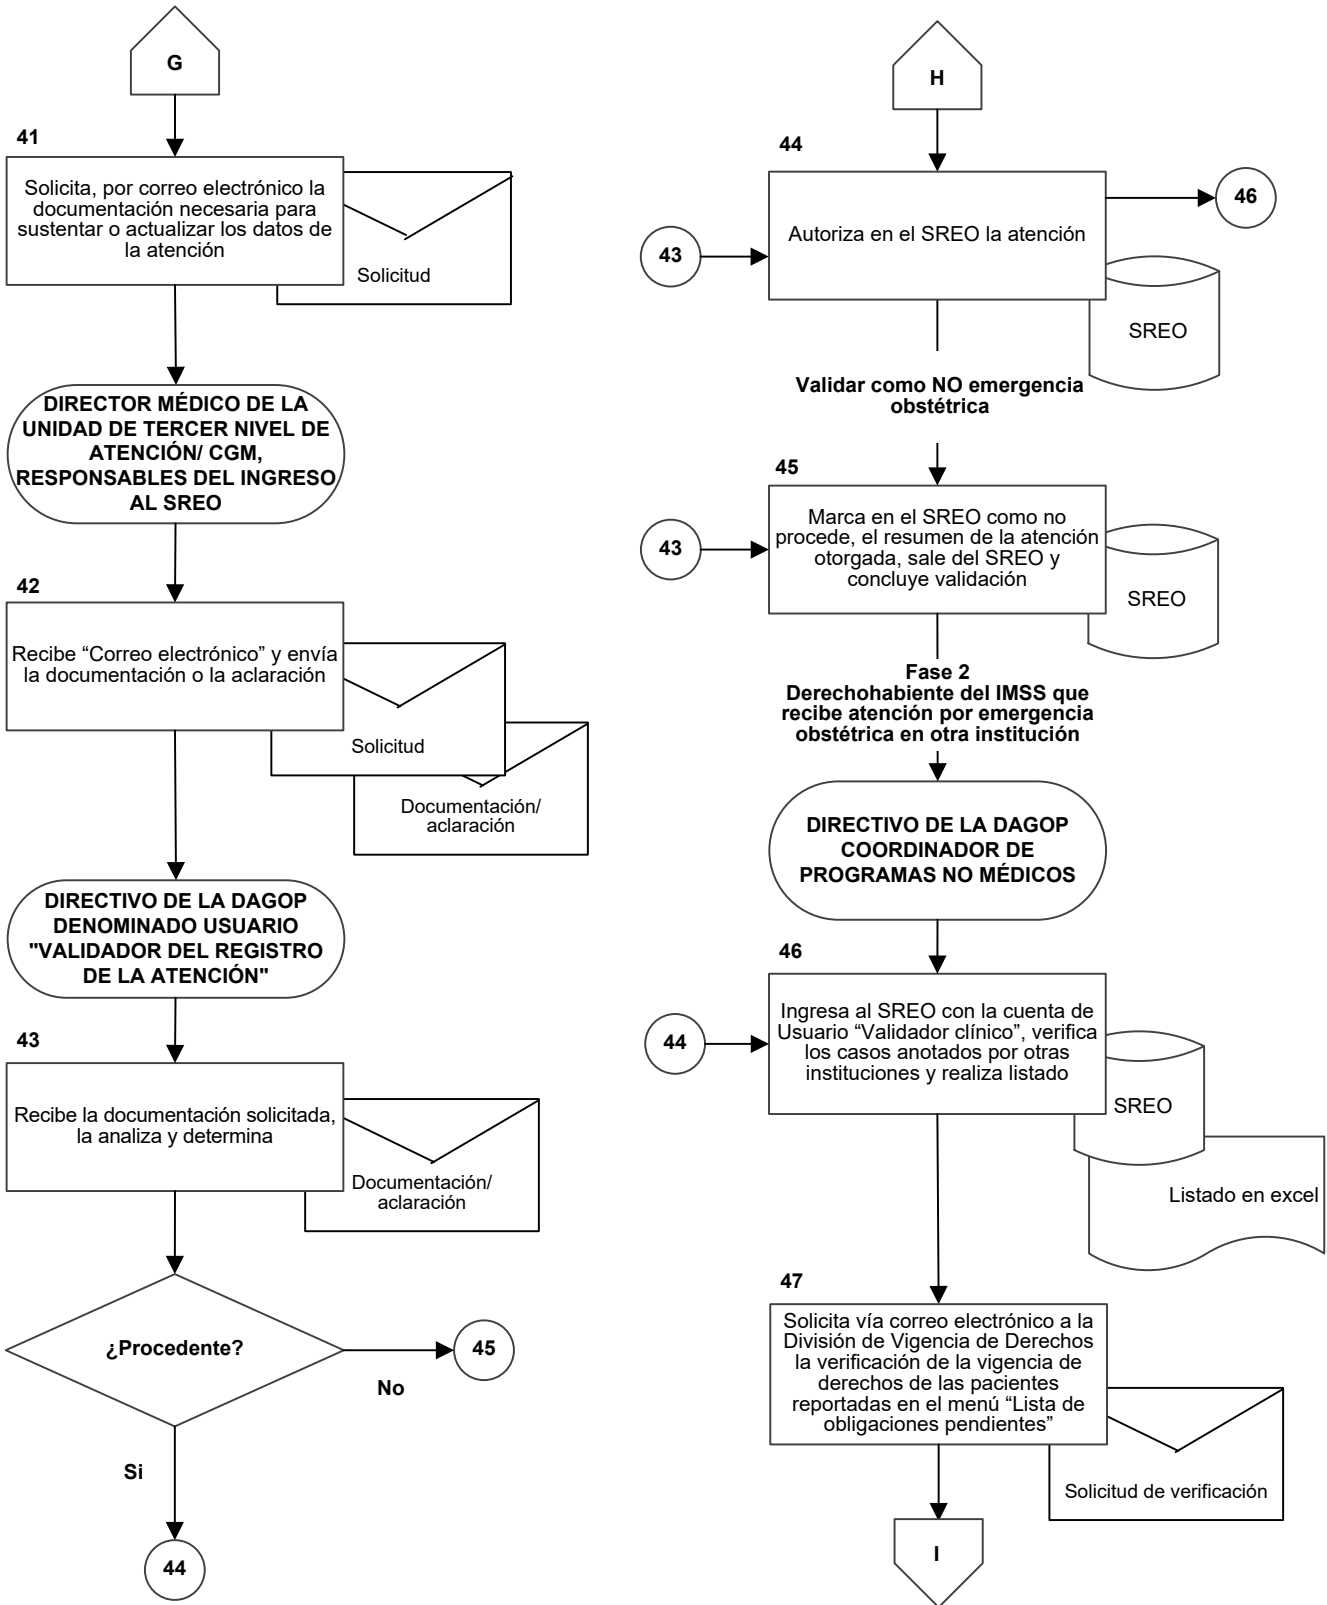 G
41
Solicita, por correo electrónico la
documentación necesaria para
sustentar o actualizar los datos de
la atención
Solicitud
DIRECTOR MÉDICO DE LA
UNIDAD DE TERCER NIVEL DE
ATENCIÓN/ CGM,
RESPONSABLES DEL INGRESO
AL SREO
42
Recibe “Correo electrónico” y envía
la documentación o la aclaración
Solicitud
Documentación/
aclaración
DIRECTIVO DE LA DAGOP
DENOMINADO USUARIO
"VALIDADOR DEL REGISTRO
DE LA ATENCIÓN"
43
Recibe la documentación solicitada,
la analiza y determina
Documentación/
aclaración
¿Procedente?
No
45
Si
44
H
44
Autoriza en el SREO la atención
43
46
SREO
Validar como NO emergencia
obstétrica
45
Marca en el SREO como no
procede, el resumen de la atención
otorgada, sale del SREO y
concluye validación
43
SREO
Fase 2
Derechohabiente del IMSS que
recibe atención por emergencia
obstétrica en otra institución
DIRECTIVO DE LA DAGOP
COORDINADOR DE
PROGRAMAS NO MÉDICOS
46
Ingresa al SREO con la cuenta de
Usuario “Validador clínico”, verifica
los casos anotados por otras
instituciones y realiza listado
44
SREO
Listado en excel
47
Solicita vía correo electrónico a la
División de Vigencia de Derechos
la verificación de la vigencia de
derechos de las pacientes
reportadas en el menú “Lista de
obligaciones pendientes”
Solicitud de verificación
I